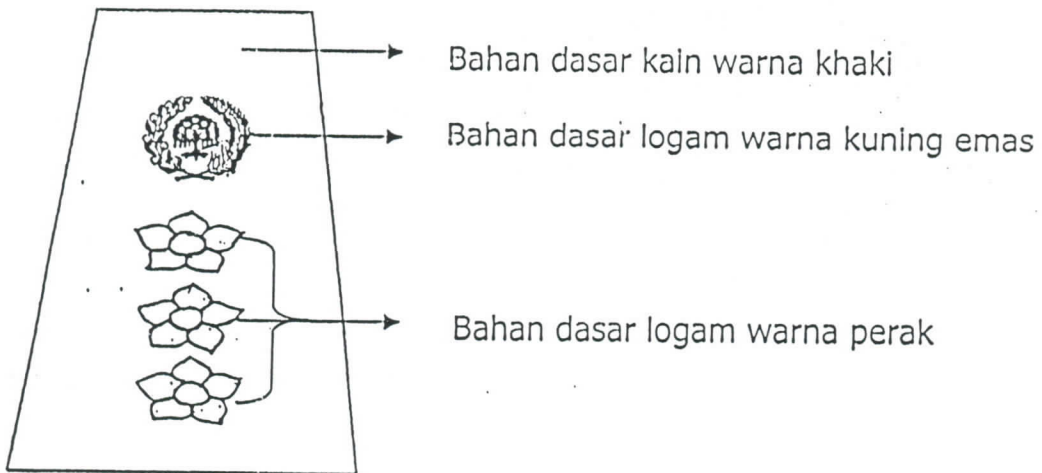 Bahan dasar kain warna khaki
Bahan dasar logam warna kuning emas
Bahan dasar logam warna perak